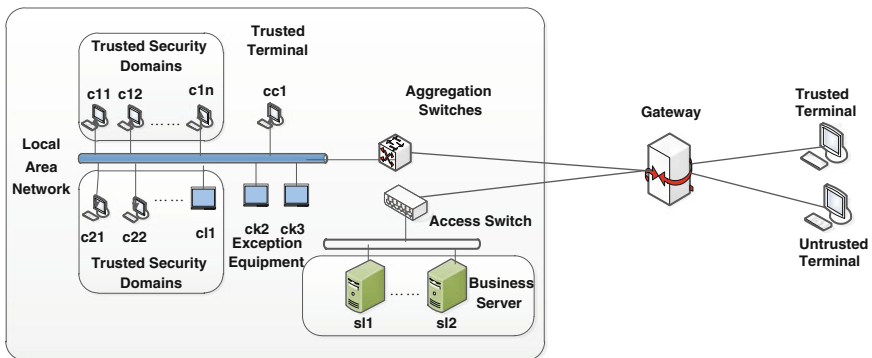 Trusted Security
Domains
c11 c12 ...... c1n
Trusted
Terminal
cc1
Local
Area
Network
c21 c22 ...... cl1
Trusted Security
Domains
ck2 ck3
Exception
Equipment
Aggregation
Switches
Access Switch
Business
Server
......
sl1 sl2
Gateway
Trusted
Terminal
Untrusted
Terminal